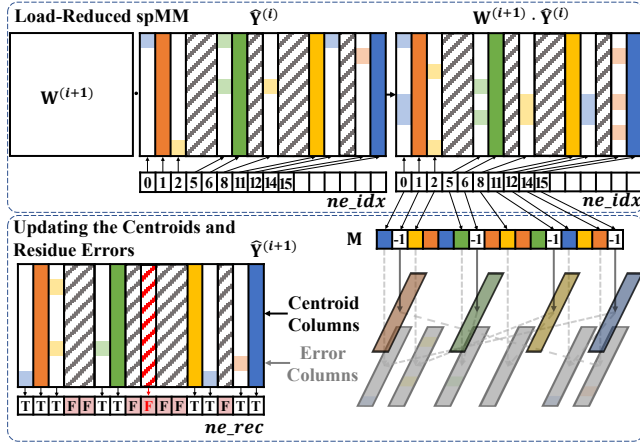 Load-Reduced spMM
Ŷ⁽ⁱ⁾
W⁽ⁱ⁺¹⁾ · Ŷ⁽ⁱ⁾
W⁽ⁱ⁺¹⁾
·
0 1 2 5 6 8 11 12 14 15
ne_idx
0 1 2 5 6 8 11 12 14 15
ne_idx
Updating the Centroids and
Residue Errors
Ŷ⁽ⁱ⁺¹⁾
M
-1 -1 -1 -1
Centroid
Columns
Error
Columns
T T T F F T T F F F F T T F T T
ne_rec